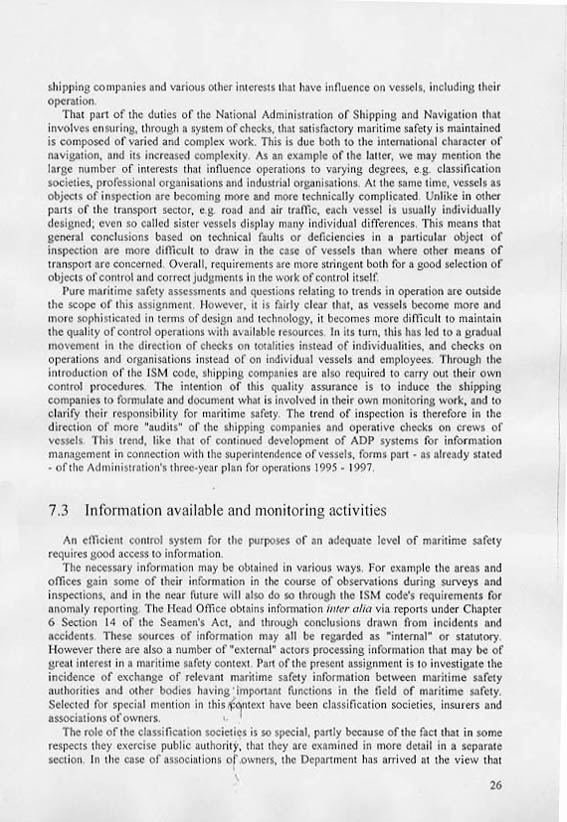 shipping companies and various other interests that have influence on vessels, including their
operation.
That part of the duties of the National Administration of Shipping and Navigation that
involves ensuring, through a system of checks, that satisfactory maritime safety is maintained
is composed of varied and complex work. This is due both to the international character of
navigation, and its increased complexity. As an example of the latter, we may mention the
large number of interests that influence operations to varying degrees, e.g. classification
societies, professional organisations and industrial organisations. At the same time, vessels as
objects of inspection are becoming more and more technically complicated. Unlike in other
parts of the transport sector, e.g. road and air traffic, each vessel is usually individually
designed; even so called sister vessels display many individual differences. This means that
general conclusions based on technical faults or deficiencies in a particular object of
inspection are more difficult to draw in the case of vessels than where other means of
transport are concerned. Overall, requirements are more stringent both for a good selection of
objects of control and correct judgments in the work of control itself.
Pure maritime safety assessments and questions relating to trends in operation are outside
the scope of this assignment. However, it is fairly clear that, as vessels become more and
more sophisticated in terms of design and technology, it becomes more difficult to maintain
the quality of control operations with available resources. In its turn, this has led to a gradual
movement in the direction of checks on totalities instead of individualities, and checks on
operations and organisations instead of on individual vessels and employees. Through the
introduction of the ISM code, shipping companies are also required to carry out their own
control procedures. The intention of this quality assurance is to induce the shipping
companies to formulate and document what is involved in their own monitoring work, and to
clarify their responsibility for maritime safety. The trend of inspection is therefore in the
direction of more "audits" of the shipping companies and operative checks on crews of
vessels. This trend, like that of continued development of ADP systems for information
management in connection with the superintendence of vessels, forms part - as already stated
- of the Administration's three-year plan for operations 1995 - 1997.
7.3 Information available and monitoring activities
An efficient control system for the purposes of an adequate level of maritime safety
requires good access to information.
The necessary information may be obtained in various ways. For example the areas and
offices gain some of their information in the course of observations during surveys and
inspections, and in the near future will also do so through the ISM code's requirements for
anomaly reporting. The Head Office obtains information inter alia via reports under Chapter
6 Section 14 of the Seamen's Act, and through conclusions drawn from incidents and
accidents. These sources of information may all be regarded as "internal" or statutory.
However there are also a number of "external" actors processing information that may be of
great interest in a maritime safety context. Part of the present assignment is to investigate the
incidence of exchange of relevant maritime safety information between maritime safety
authorities and other bodies having important functions in the field of maritime safety.
Selected for special mention in this context have been classification societies, insurers and
associations of owners.
The role of the classification societies is so special, partly because of the fact that in some
respects they exercise public authority, that they are examined in more detail in a separate
section. In the case of associations of owners, the Department has arrived at the view that
26